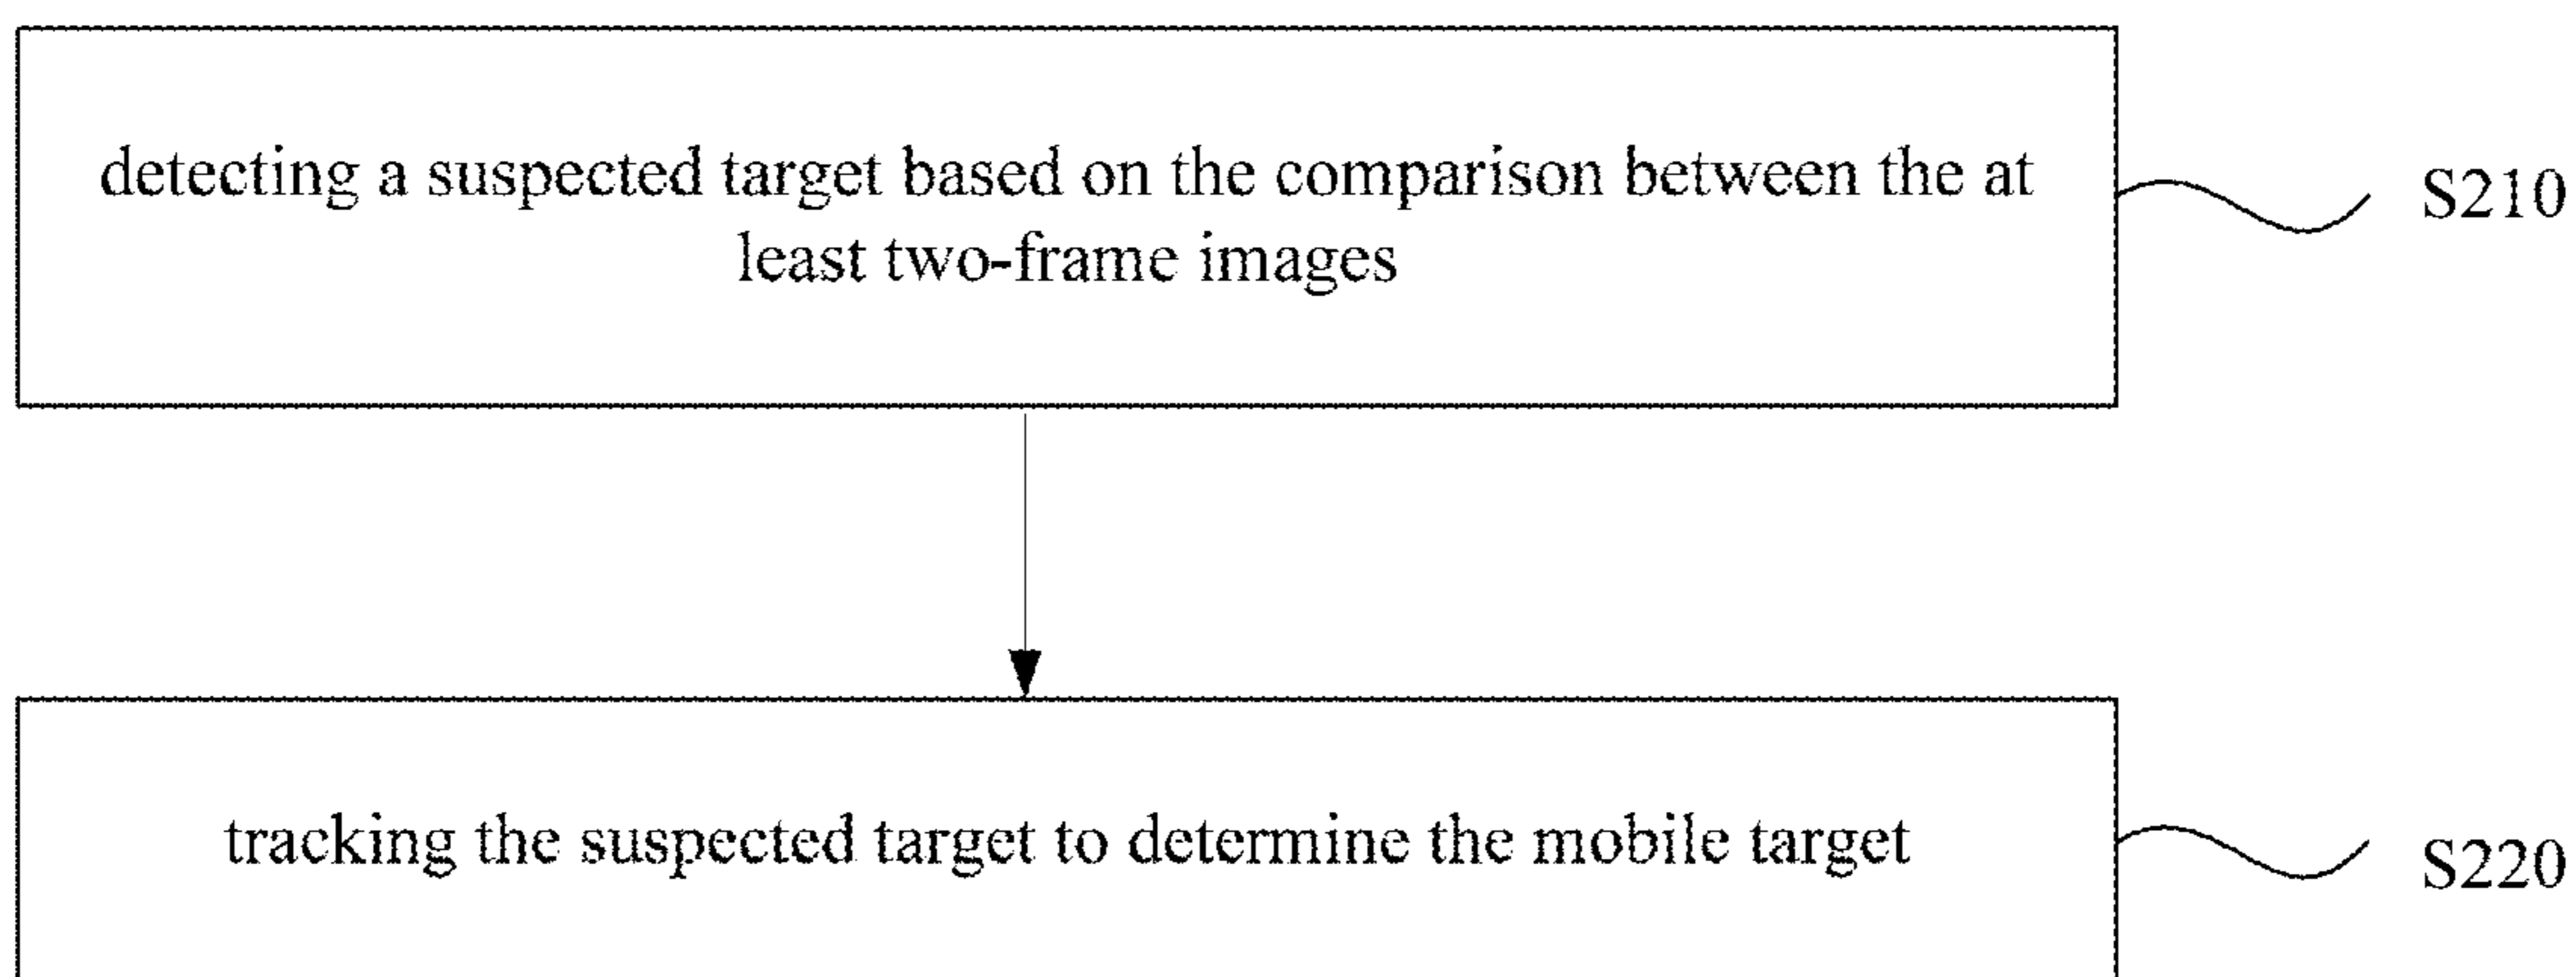 detecting a suspected target based on the comparison between the at
least two-frame images
S210
tracking the suspected target to determine the mobile target
S220